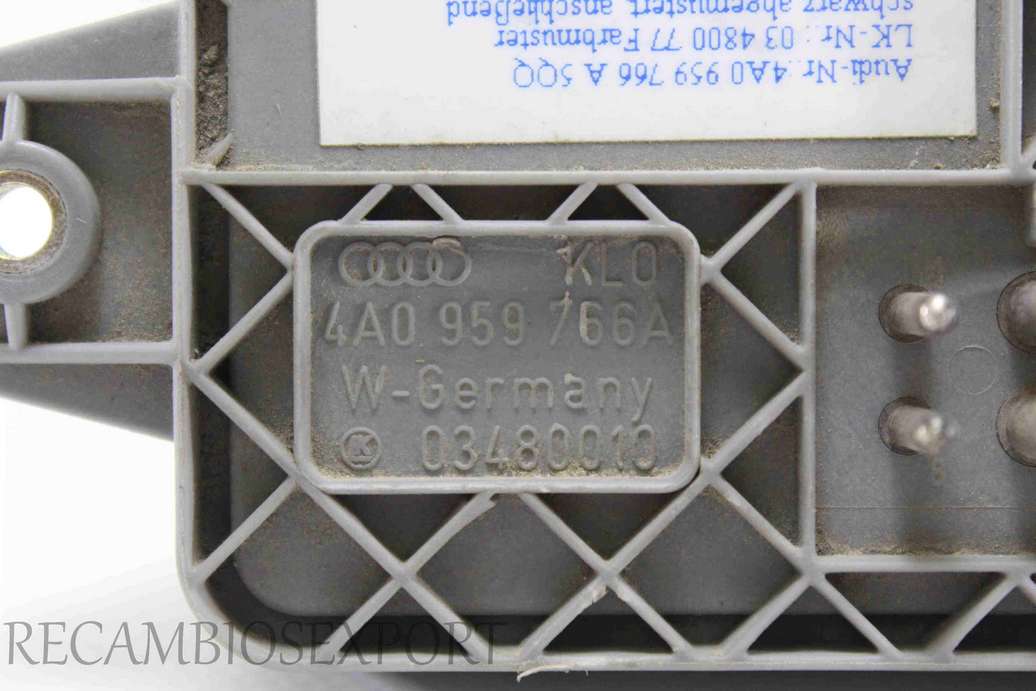 Audi-Nr.: 4A0 959 766 A 5QQ
LK-Nr.: 03 4800 77 Farbmuster
schwarz abgemustert, anschließend
KLO
4A0 959 766A
W-Germany
K 03480010
RECAMBIOSEXPORT